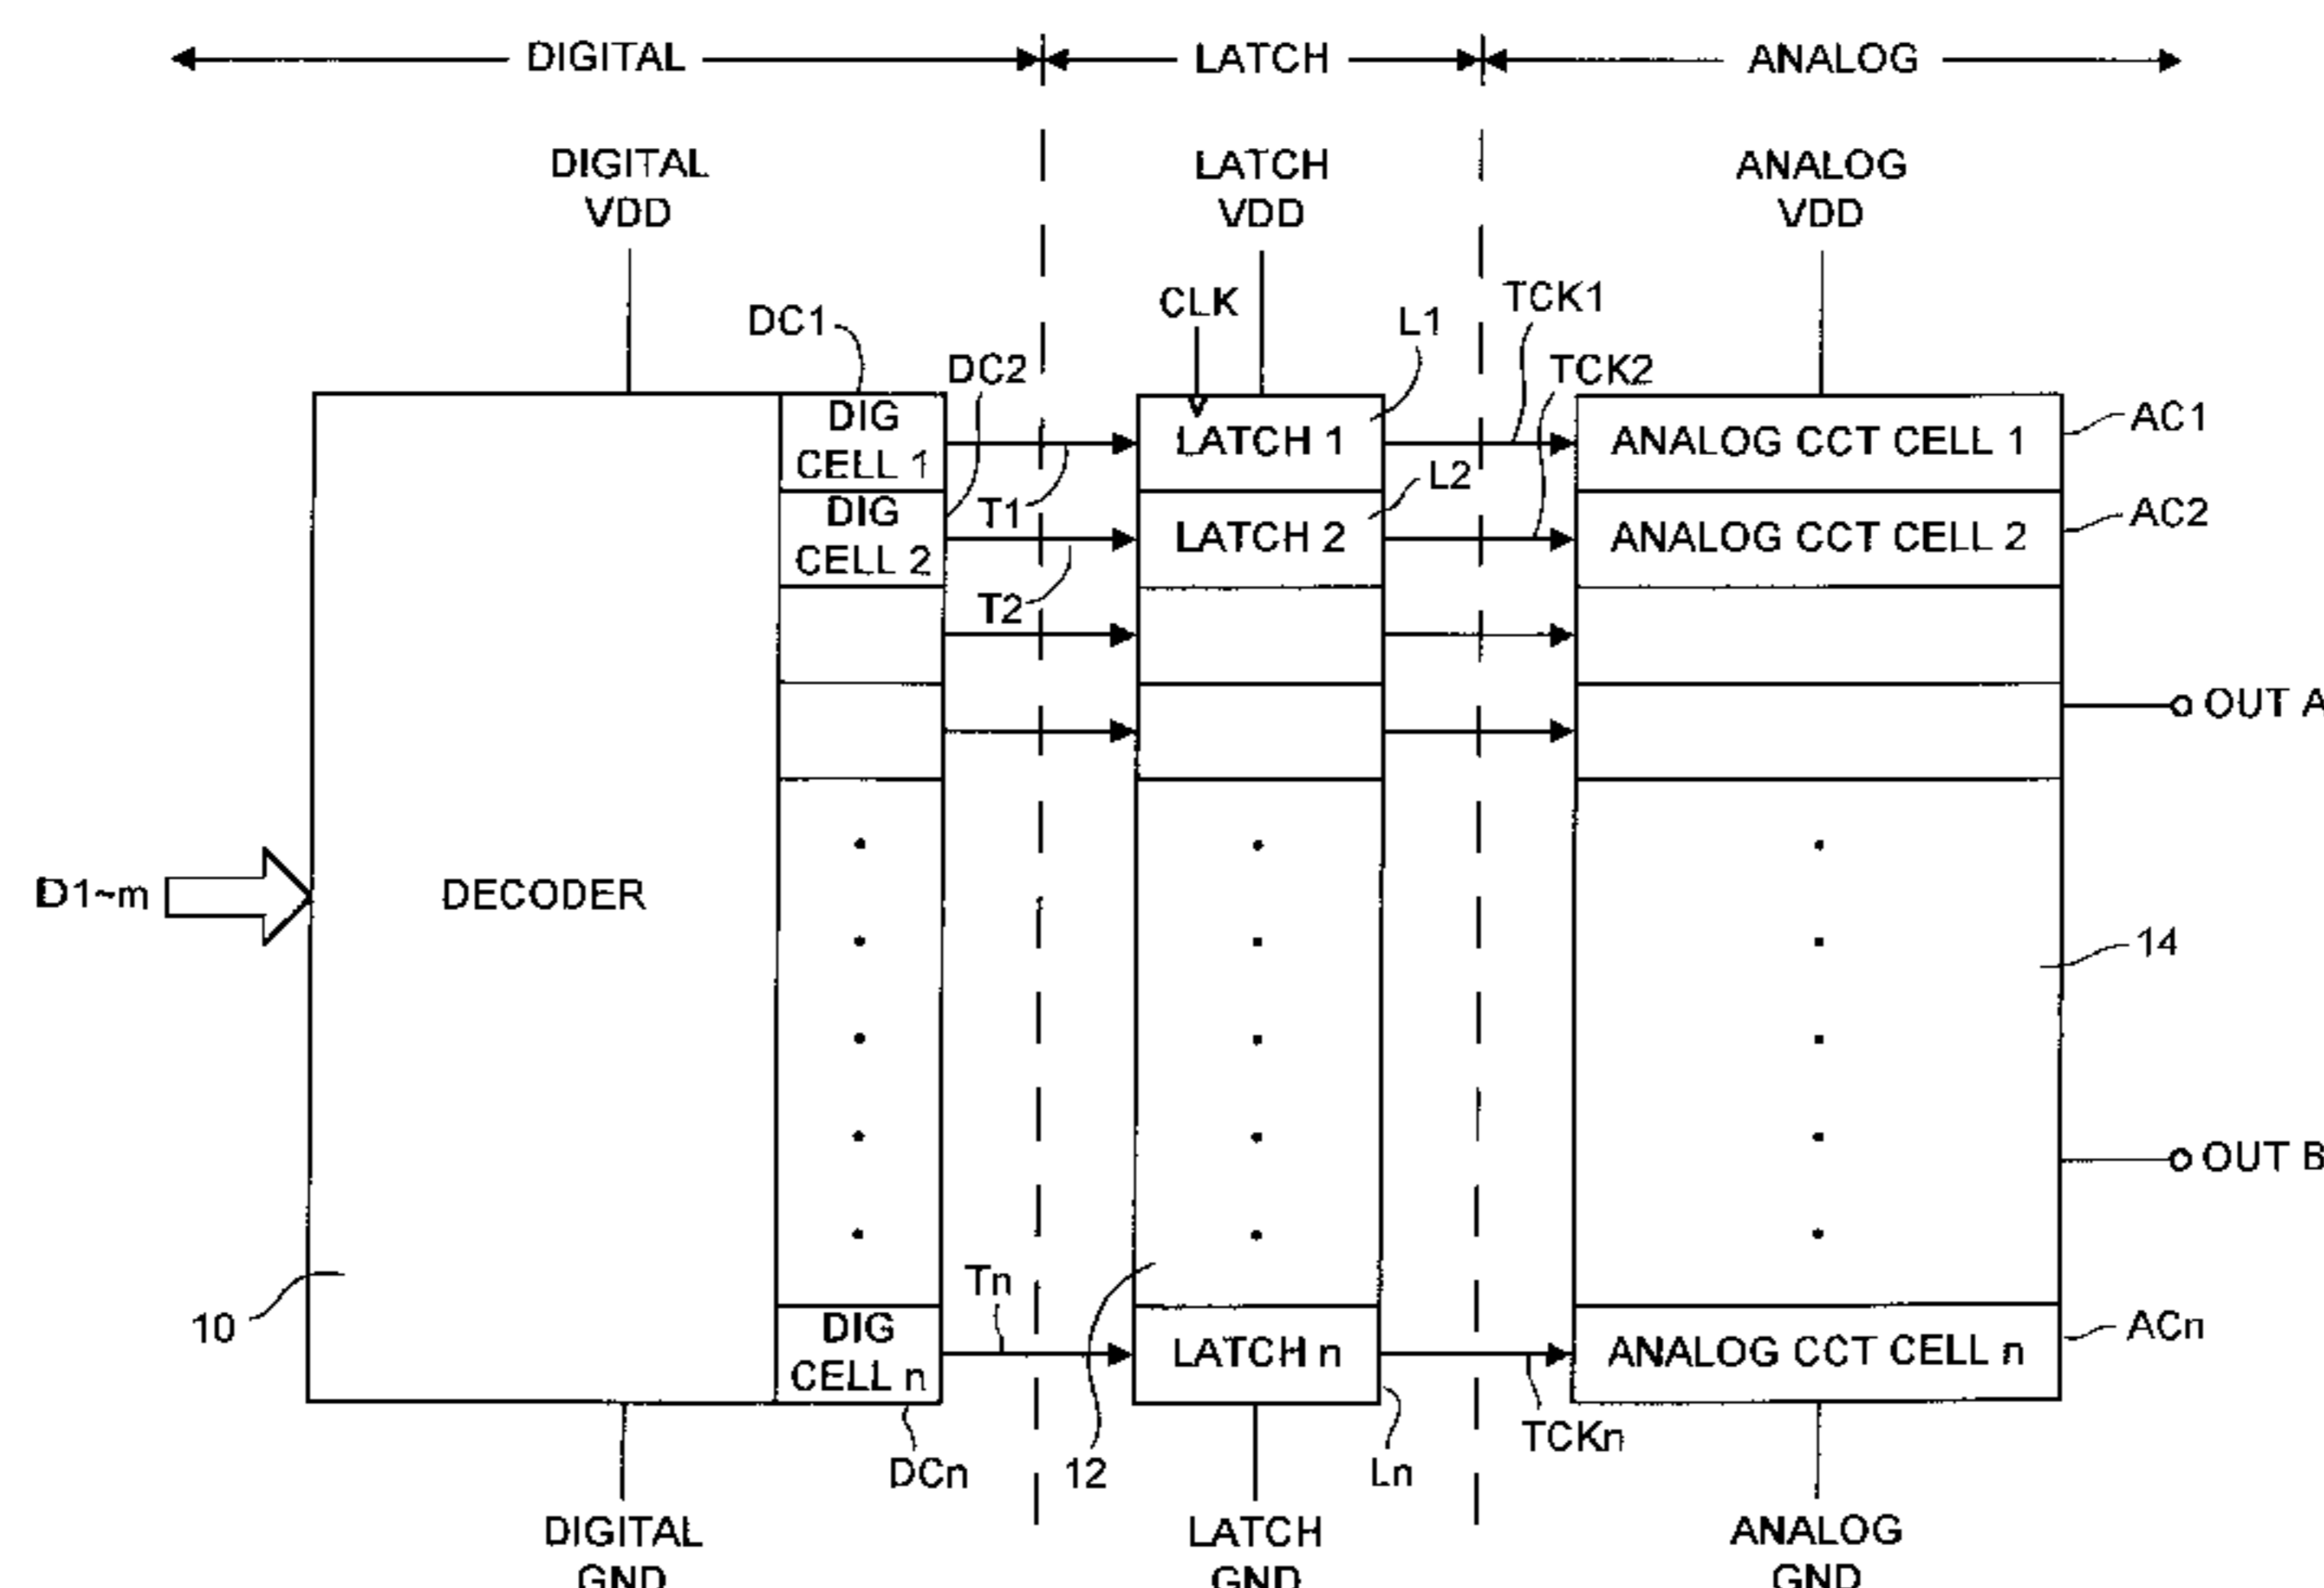 DIGITAL LATCH ANALOG
DIGITAL VDD
LATCH VDD
ANALOG VDD
DC1
DC2
CLK
L1
TCK1
TCK2
DIG CELL 1
LATCH 1
ANALOG CCT CELL 1
AC1
T1
L2
DIG CELL 2
LATCH 2
ANALOG CCT CELL 2
AC2
T2
OUT A
D1~m
DECODER
14
OUT B
10
Tn
DIG CELL n
LATCH n
ANALOG CCT CELL n
ACn
DCn
12
Ln
TCKn
DIGITAL GND
LATCH GND
ANALOG GND